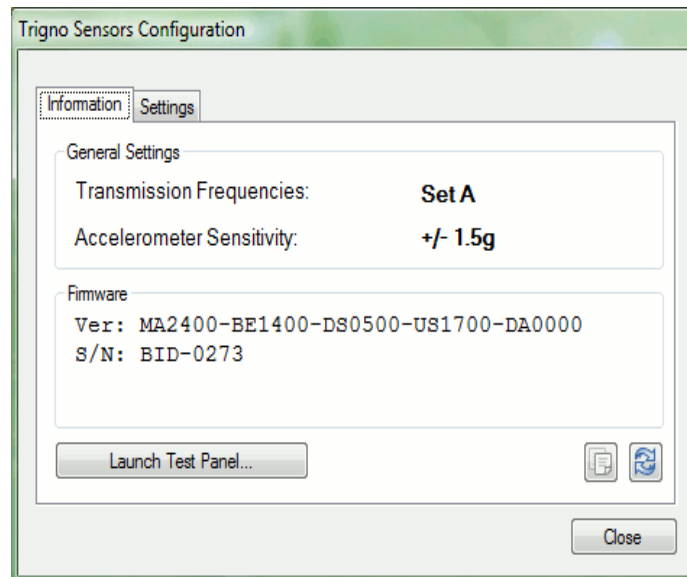 Trigno Sensors Configuration
Information
Settings
General Settings
Transmission Frequencies: Set A
Accelerometer Sensitivity: +/- 1.5g
Firmware
Ver: MA2400-BE1400-DS0500-US1700-DA0000
S/N: BID-0273
Launch Test Panel...
Close